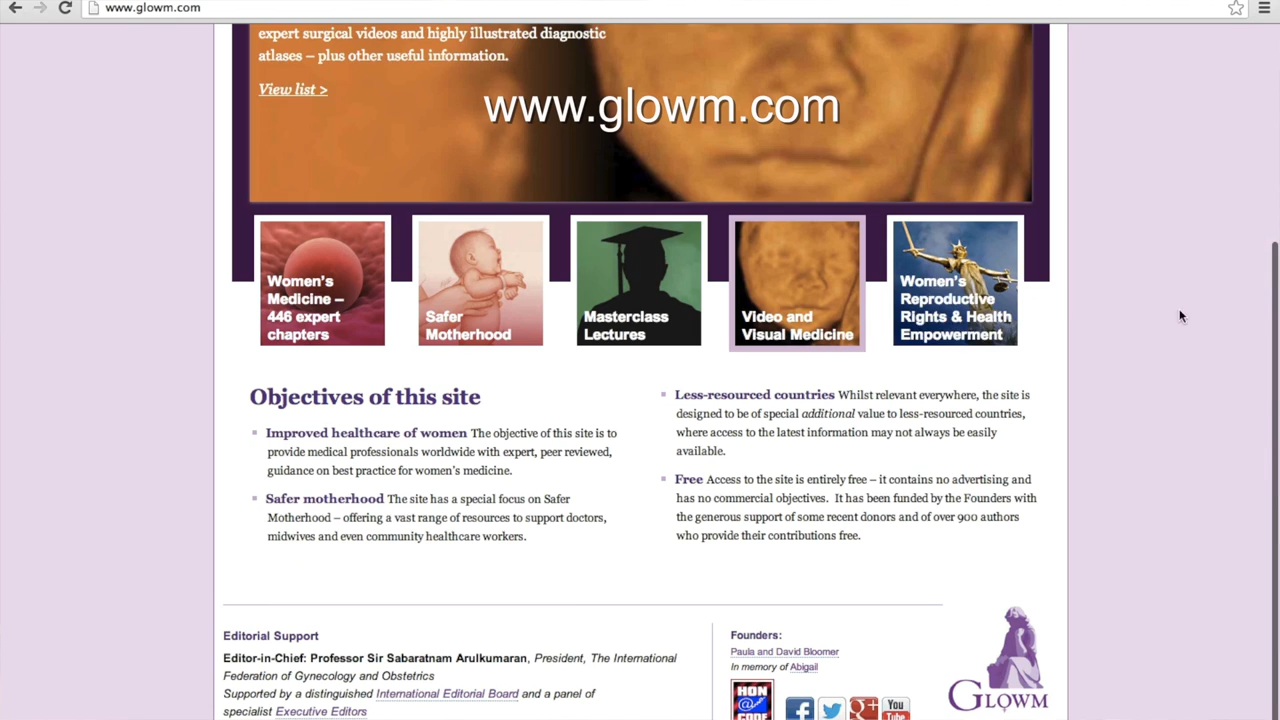 www.glowm.com
expert surgical videos and highly illustrated diagnostic
atlases – plus other useful information.
View list >
www.glowm.com
Women's
Medicine –
446 expert
chapters
Safer
Motherhood
Masterclass
Lectures
Video and
Visual Medicine
Women's
Reproductive
Rights & Health
Empowerment
Objectives of this site
Improved healthcare of women The objective of this site is to
provide medical professionals worldwide with expert, peer reviewed,
guidance on best practice for women's medicine.
Safer motherhood The site has a special focus on Safer
Motherhood – offering a vast range of resources to support doctors,
midwives and even community healthcare workers.
Less-resourced countries Whilst relevant everywhere, the site is
designed to be of special additional value to less-resourced countries,
where access to the latest information may not always be easily
available.
Free Access to the site is entirely free – it contains no advertising and
has no commercial objectives. It has been funded by the Founders with
the generous support of some recent donors and of over 900 authors
who provide their contributions free.
Editorial Support
Editor-in-Chief: Professor Sir Sabaratnam Arulkumaran, President, The International
Federation of Gynecology and Obstetrics
Supported by a distinguished International Editorial Board and a panel of
specialist Executive Editors
Founders:
Paula and David Bloomer
In memory of Abigail
HON
@
CODE
f
g+
You
Tube
GLOWM